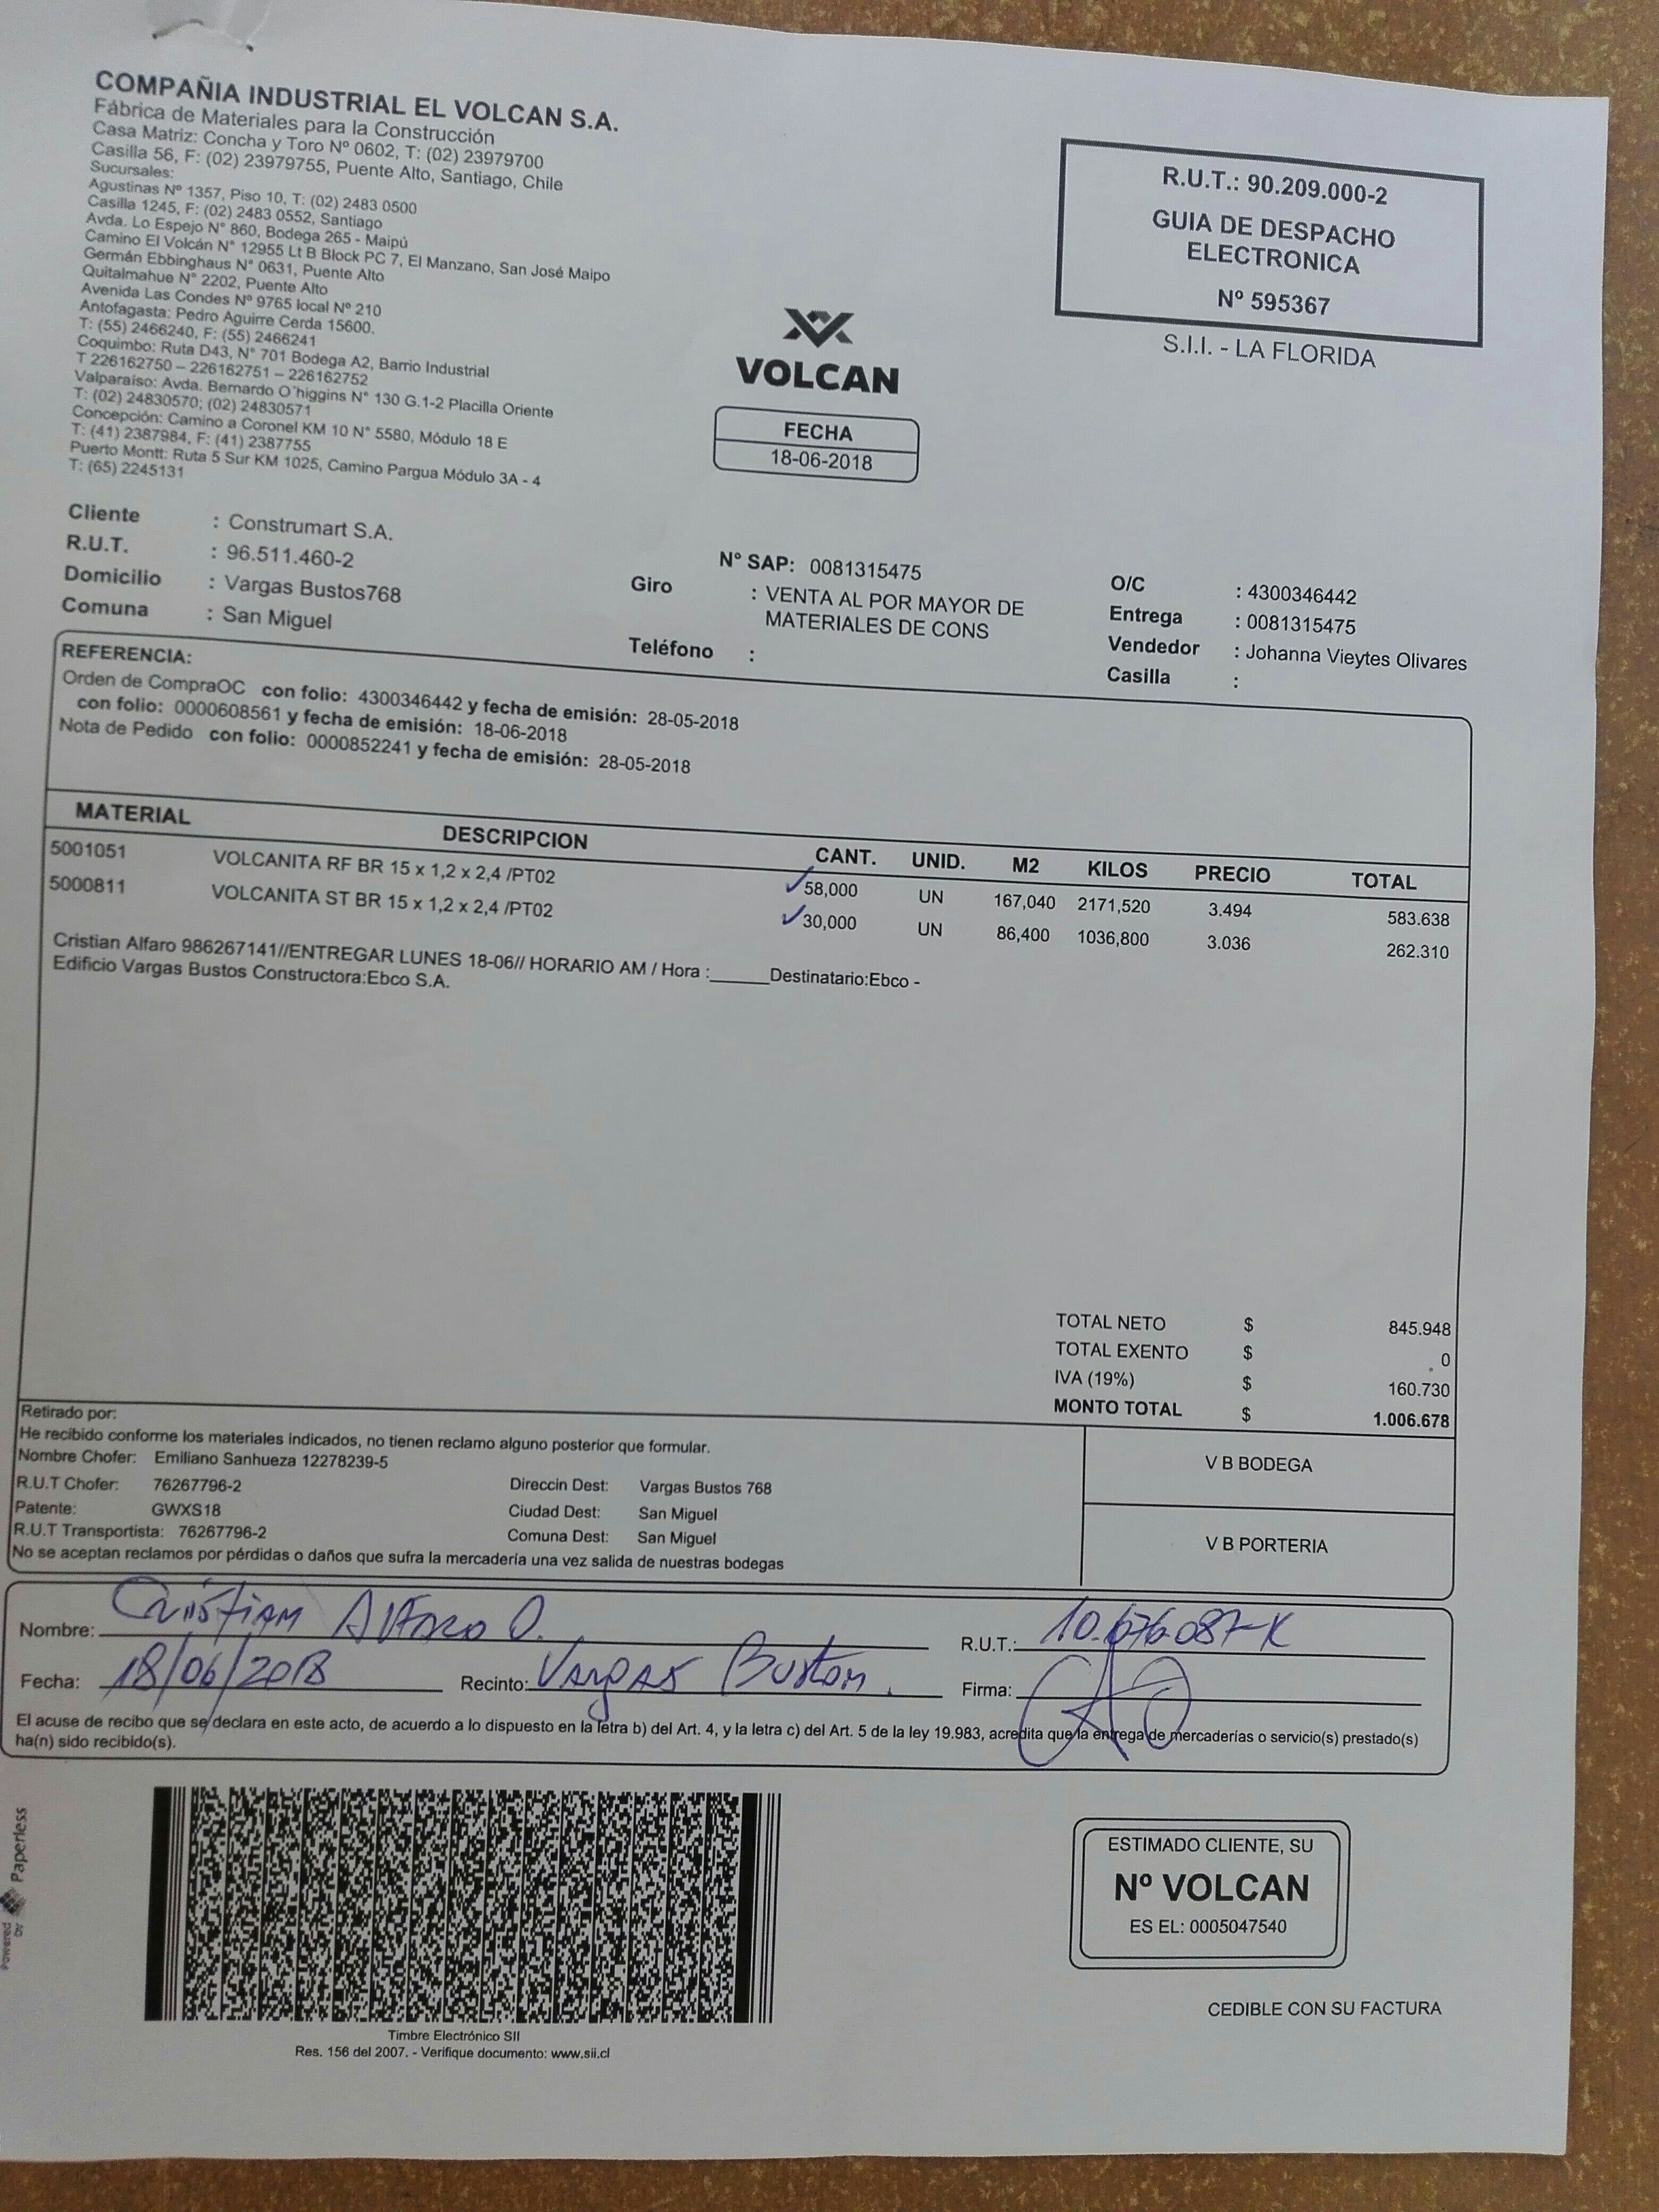 COMPAÑIA INDUSTRIAL EL VOLCAN S.A.
Fábrica de Materiales para la Construcción
Casa Matriz: Concha y Toro Nº 0602, T: (02) 23979700
Casilla 56, F: (02) 23979755, Puente Alto, Santiago, Chile
Sucursales:
Agustinas Nº 1357, Piso 10, T: (02) 2483 0500
Casilla 1245, F: (02) 2483 0552, Santiago
Avda. Lo Espejo N° 860, Bodega 265 - Maipú
Camino El Volcán N° 12955 Lt B Block PC 7, El Manzano, San José Maipo
Germán Ebbinghaus N° 0631, Puente Alto
Quitalmahue N° 2202, Puente Alto
Avenida Las Condes Nº 9765 local Nº 210
Antofagasta: Pedro Aguirre Cerda 15600.
T: (55) 2466240, F: (55) 2466241
Coquimbo: Ruta D43, N° 701 Bodega A2, Barrio Industrial
T 226162750 – 226162751 – 226162752
Valparaíso: Avda. Bernardo O´higgins N° 130 G.1-2 Placilla Oriente
T: (02) 24830570; (02) 24830571
Concepción: Camino a Coronel KM 10 N° 5580, Módulo 18 E
T: (41) 2387984, F: (41) 2387755
Puerto Montt: Ruta 5 Sur KM 1025, Camino Pargua Módulo 3A - 4
T: (65) 2245131
R.U.T.: 90.209.000-2
GUIA DE DESPACHO
ELECTRONICA
Nº 595367
S.I.I. - LA FLORIDA
VOLCAN
FECHA
18-06-2018
Cliente : Construmart S.A.
R.U.T. : 96.511.460-2
Domicilio : Vargas Bustos768
Comuna : San Miguel
Nº SAP: 0081315475
Giro : VENTA AL POR MAYOR DE
MATERIALES DE CONS
Teléfono :
O/C : 4300346442
Entrega : 0081315475
Vendedor : Johanna Vieytes Olivares
Casilla :
REFERENCIA:
Orden de CompraOC con folio: 4300346442 y fecha de emisión: 28-05-2018
con folio: 0000608561 y fecha de emisión: 18-06-2018
Nota de Pedido con folio: 0000852241 y fecha de emisión: 28-05-2018
MATERIAL DESCRIPCION CANT. UNID. M2 KILOS PRECIO TOTAL
5001051 VOLCANITA RF BR 15 x 1,2 x 2,4 /PT02 58,000 UN 167,040 2171,520 3.494 583.638
5000811 VOLCANITA ST BR 15 x 1,2 x 2,4 /PT02 30,000 UN 86,400 1036,800 3.036 262.310
Cristian Alfaro 986267141//ENTREGAR LUNES 18-06// HORARIO AM / Hora :______Destinatario:Ebco -
Edificio Vargas Bustos Constructora:Ebco S.A.
TOTAL NETO $ 845.948
TOTAL EXENTO $ 0
IVA (19%) $ 160.730
MONTO TOTAL $ 1.006.678
Retirado por:
He recibido conforme los materiales indicados, no tienen reclamo alguno posterior que formular.
Nombre Chofer: Emiliano Sanhueza 12278239-5
R.U.T Chofer: 76267796-2 Direccin Dest: Vargas Bustos 768
Patente: GWXS18 Ciudad Dest: San Miguel
R.U.T Transportista: 76267796-2 Comuna Dest: San Miguel
No se aceptan reclamos por pérdidas o daños que sufra la mercadería una vez salida de nuestras bodegas
V B BODEGA
V B PORTERIA
Nombre: Cristian Alfaro O. R.U.T.: 10.676.087-K
Fecha: 18/06/2018 Recinto: Vargas Buston. Firma:
El acuse de recibo que se declara en este acto, de acuerdo a lo dispuesto en la letra b) del Art. 4, y la letra c) del Art. 5 de la ley 19.983, acredita que la entrega de mercaderías o servicio(s) prestado(s)
ha(n) sido recibido(s).
Powered by Paperless
Timbre Electrónico SII
Res. 156 del 2007. - Verifique documento: www.sii.cl
ESTIMADO CLIENTE, SU
Nº VOLCAN
ES EL: 0005047540
CEDIBLE CON SU FACTURA